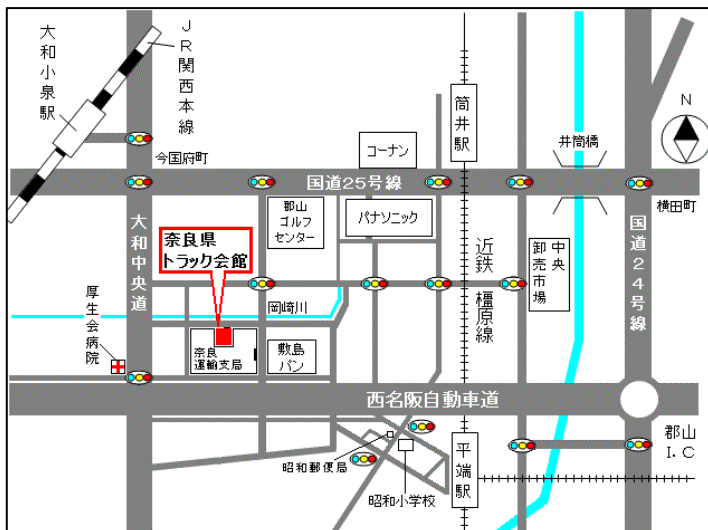 大和小泉駅
JR関西本線
今国府町
コーナン
筒井駅
井筒橋
N
国道25号線
横田町
郡山
ゴルフ
センター
パナソニック
奈良県
トラック会館
大和中央道
近鉄橿原線
中央
卸売市場
国道24号線
厚生会病院
岡崎川
奈良
運輸支局
敷島
パン
西名阪自動車道
郡山
I.C
昭和郵便局
昭和小学校
平端駅